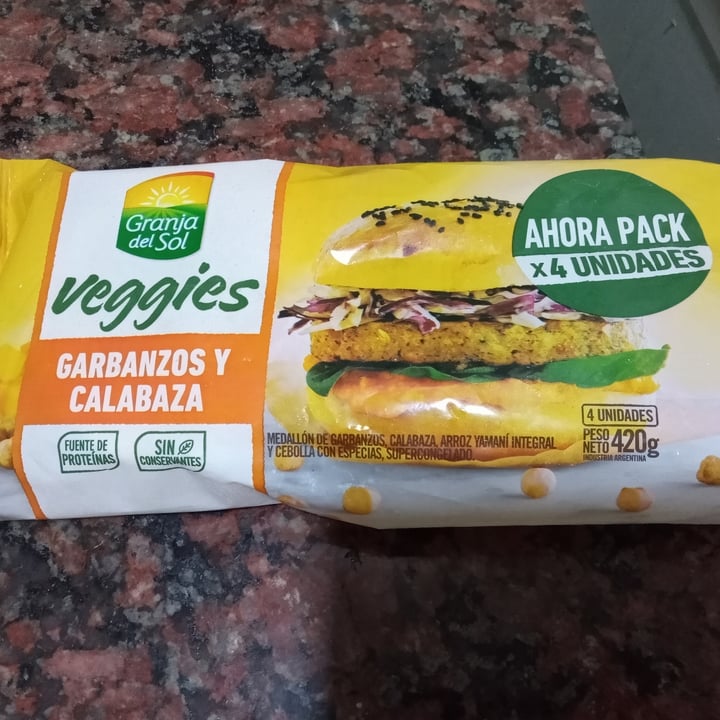 Granja
del Sol
veggies
GARBANZOS Y
CALABAZA
FUENTE DE
PROTEÍNAS
SIN
CONSERVANTES
AHORA PACK
x4 UNIDADES
MEDALLÓN DE GARBANZOS, CALABAZA, ARROZ YAMANÍ INTEGRAL
Y CEBOLLA CON ESPECIAS, SUPERCONGELADO.
4 UNIDADES
PESO
NETO 420g
INDUSTRIA ARGENTINA